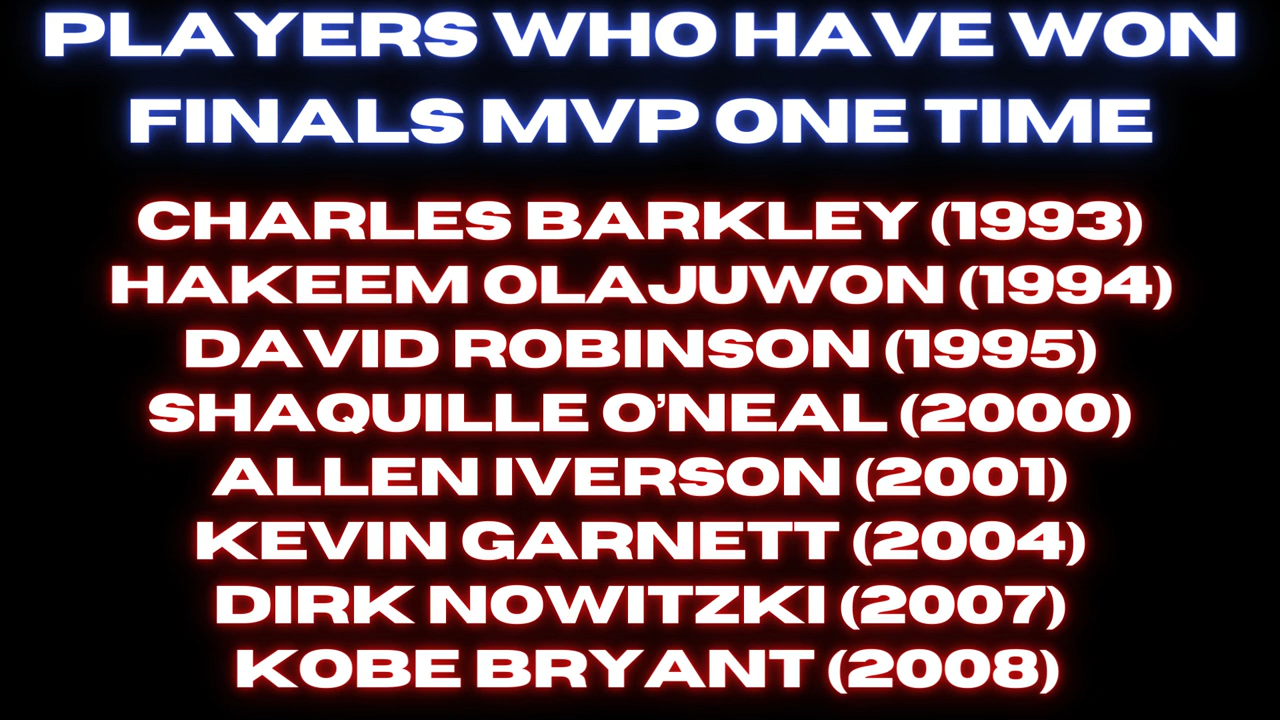 PLAYERS WHO HAVE WON
FINALS MVP ONE TIME
CHARLES BARKLEY (1993)
HAKEEM OLAJUWON (1994)
DAVID ROBINSON (1995)
SHAQUILLE O'NEAL (2000)
ALLEN IVERSON (2001)
KEVIN GARNETT (2004)
DIRK NOWITZKI (2007)
KOBE BRYANT (2008)